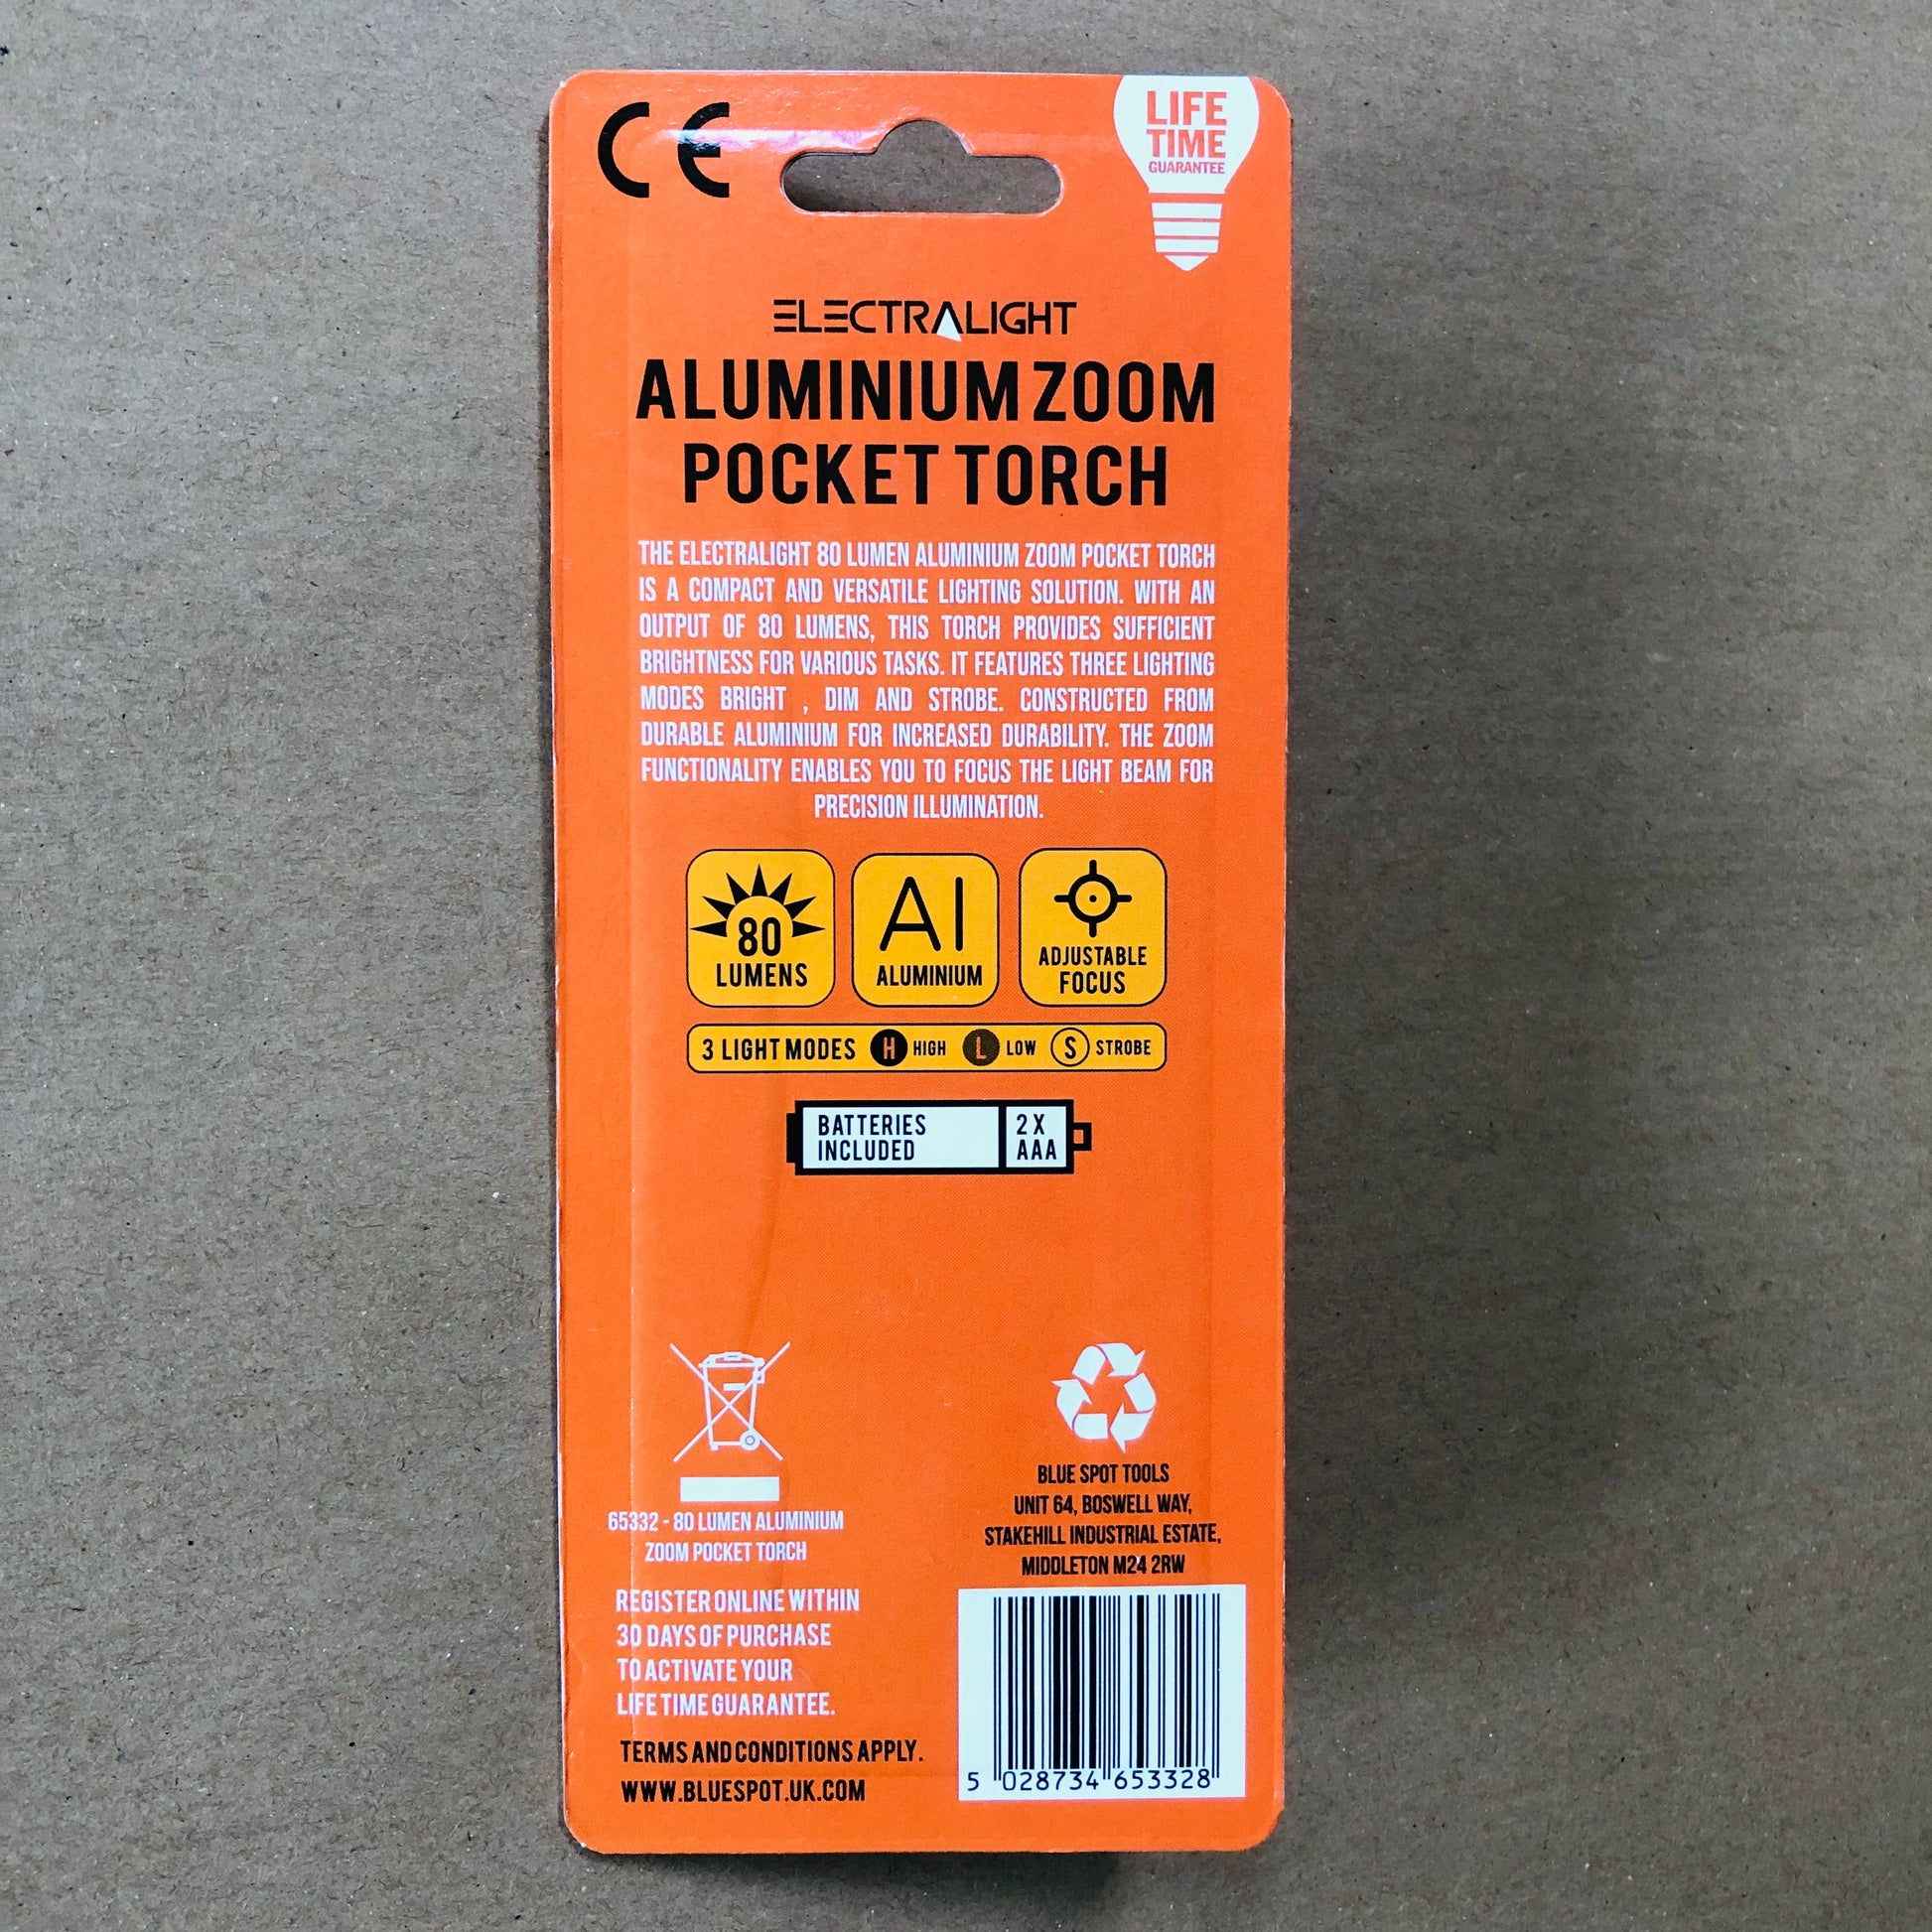 CE
LIFE
TIME
GUARANTEE
ELECTRALIGHT
ALUMINIUM ZOOM
POCKET TORCH
THE ELECTRALIGHT 80 LUMEN ALUMINIUM ZOOM POCKET TORCH
IS A COMPACT AND VERSATILE LIGHTING SOLUTION. WITH AN
OUTPUT OF 80 LUMENS, THIS TORCH PROVIDES SUFFICIENT
BRIGHTNESS FOR VARIOUS TASKS. IT FEATURES THREE LIGHTING
MODES BRIGHT , DIM AND STROBE. CONSTRUCTED FROM
DURABLE ALUMINIUM FOR INCREASED DURABILITY. THE ZOOM
FUNCTIONALITY ENABLES YOU TO FOCUS THE LIGHT BEAM FOR
PRECISION ILLUMINATION.
80
LUMENS
Al
ALUMINIUM
ADJUSTABLE
FOCUS
3 LIGHT MODES H HIGH L LOW S STROBE
BATTERIES
INCLUDED
2 X
AAA
65332 - 80 LUMEN ALUMINIUM
ZOOM POCKET TORCH
REGISTER ONLINE WITHIN
30 DAYS OF PURCHASE
TO ACTIVATE YOUR
LIFE TIME GUARANTEE.
TERMS AND CONDITIONS APPLY.
WWW.BLUESPOT.UK.COM
BLUE SPOT TOOLS
UNIT 64, BOSWELL WAY,
STAKEHILL INDUSTRIAL ESTATE,
MIDDLETON M24 2RW
5 028734 653328